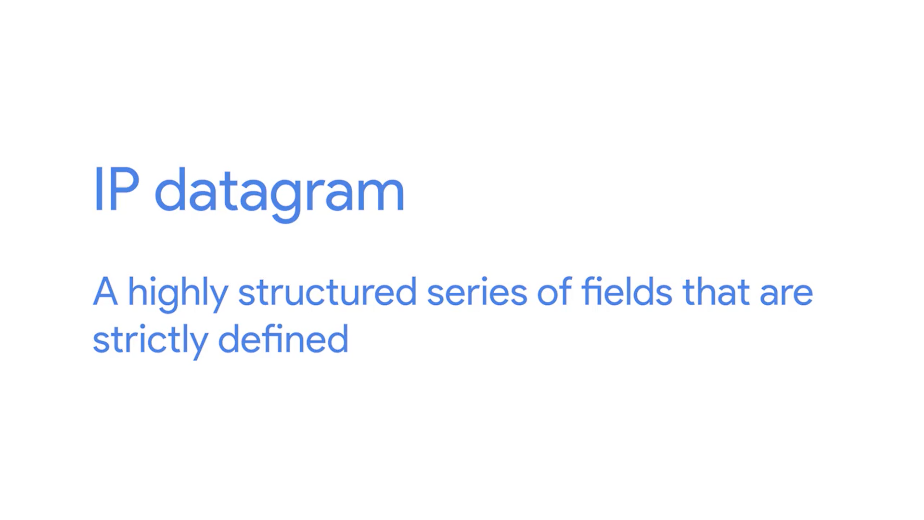 IP datagram
A highly structured series of fields that are
strictly defined